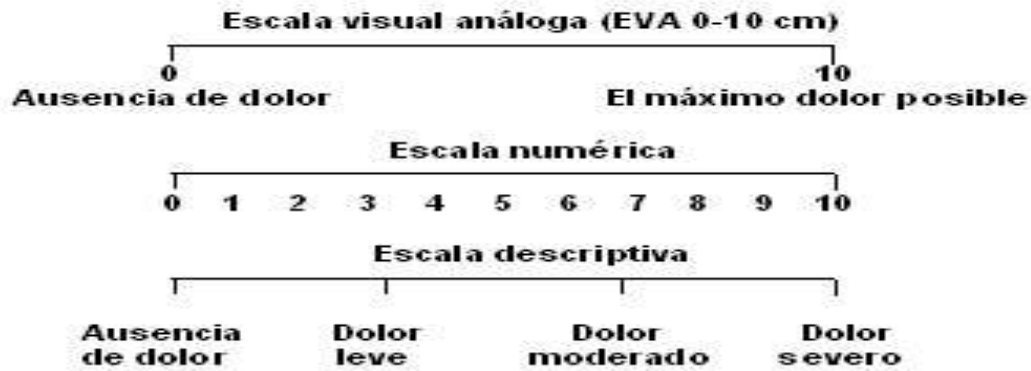 Escala visual análoga (EVA 0-10 cm)
0 10
Ausencia de dolor El máximo dolor posible
Escala numérica
0 1 2 3 4 5 6 7 8 9 10
Escala descriptiva
Ausencia Dolor Dolor Dolor
de dolor leve moderado severo